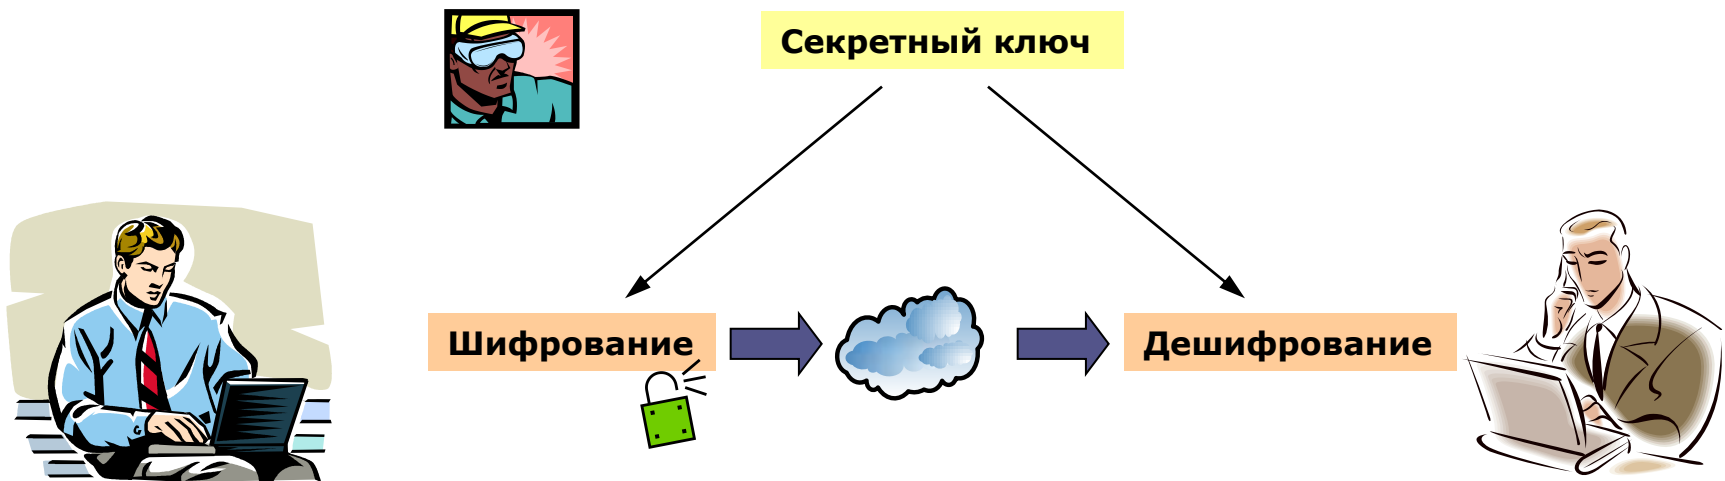 Секретный ключ
Шифрование
Дешифрование